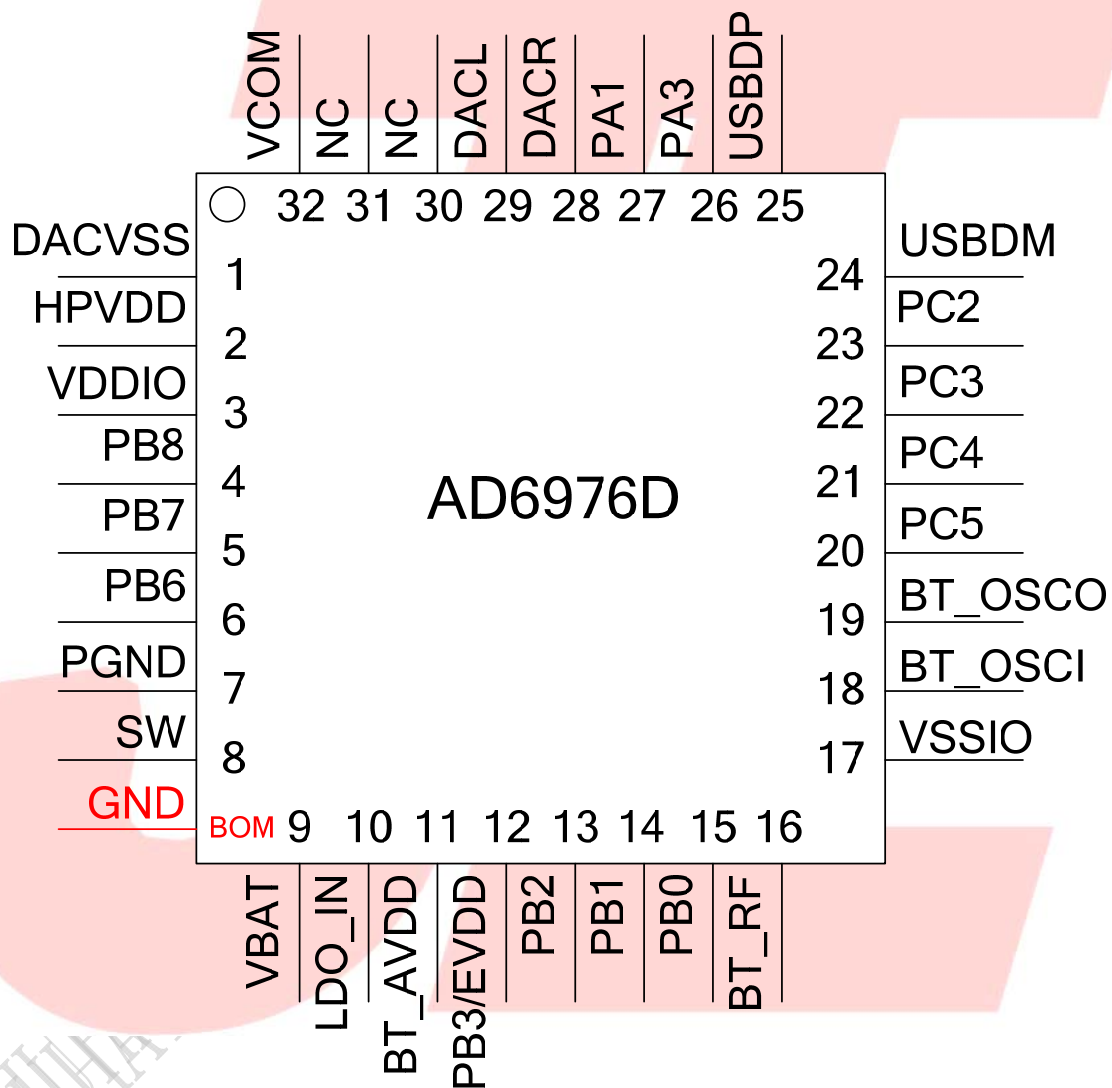 VCOM
NC
NC
DACL
DACR
PA1
PA3
USBDP
32 31 30 29 28 27 26 25
DACVSS 1
HPVDD 2
VDDIO 3
PB8 4
PB7 5
PB6 6
PGND 7
SW 8
GND BOM
AD6976D
24 USBDM
23 PC2
22 PC3
21 PC4
20 PC5
19 BT_OSCO
18 BT_OSCI
17 VSSIO
9 10 11 12 13 14 15 16
VBAT
LDO_IN
BT_AVDD
PB3/EVDD
PB2
PB1
PB0
BT_RF